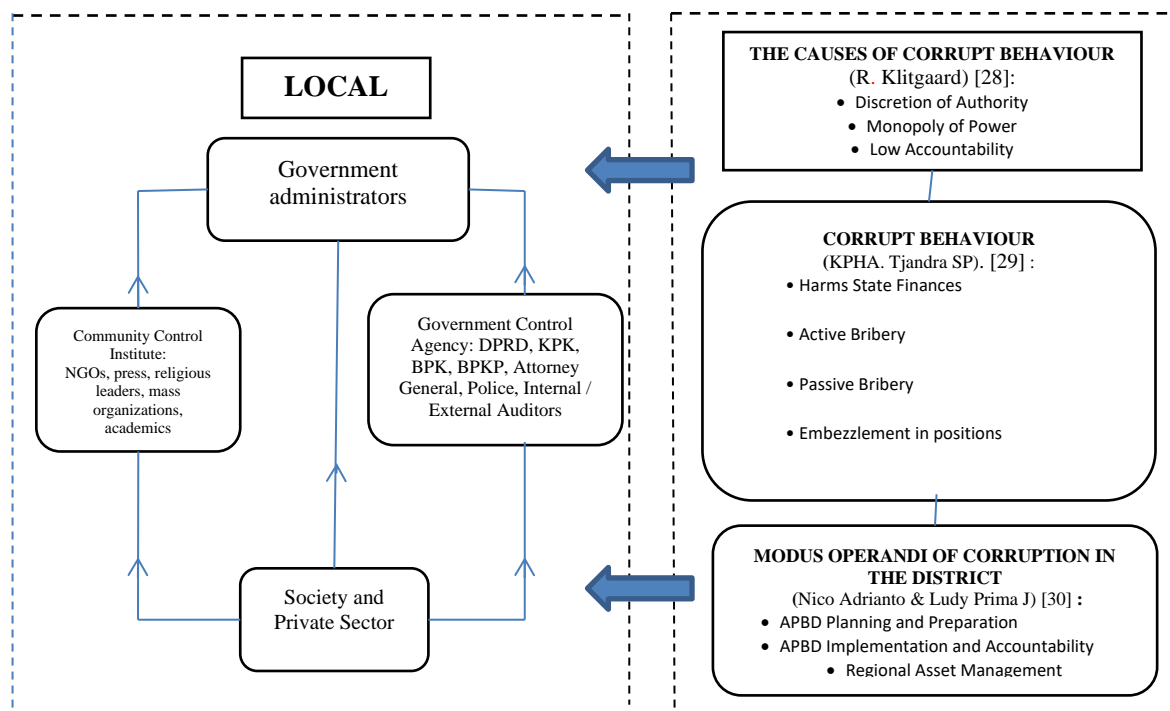 LOCAL
Government
administrators
Community Control
Institute:
NGOs, press, religious
leaders, mass
organizations,
academics
Government Control
Agency: DPRD, KPK,
BPK, BPKP, Attorney
General, Police, Internal /
External Auditors
Society and
Private Sector
THE CAUSES OF CORRUPT BEHAVIOUR
(R. Klitgaard) [28]:
• Discretion of Authority
• Monopoly of Power
• Low Accountability
CORRUPT BEHAVIOUR
(KPHA. Tjandra SP). [29] :
• Harms State Finances
• Active Bribery
• Passive Bribery
• Embezzlement in positions
MODUS OPERANDI OF CORRUPTION IN
THE DISTRICT
(Nico Adrianto & Ludy Prima J) [30] :
• APBD Planning and Preparation
• APBD Implementation and Accountability
• Regional Asset Management